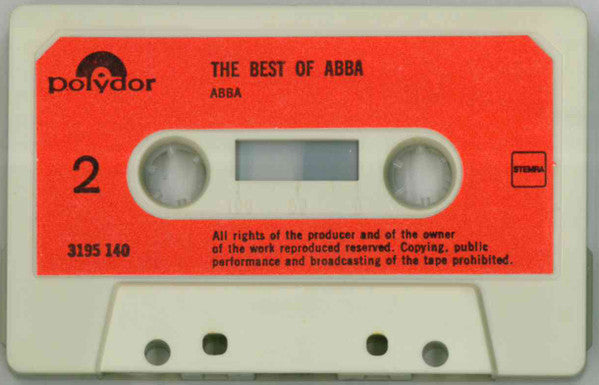 polydor
THE BEST OF ABBA
ABBA
2
STEMRA
3195 140
All rights of the producer and of the owner
of the work reproduced reserved. Copying, public
performance and broadcasting of the tape prohibited.